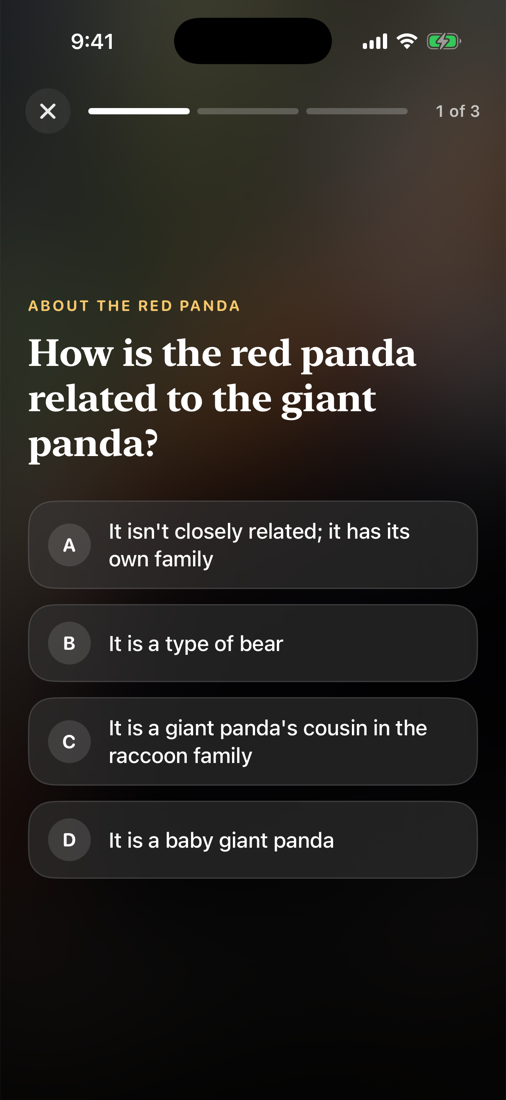 9:41
1 of 3
ABOUT THE RED PANDA
How is the red panda
related to the giant
panda?
A
It isn't closely related; it has its
own family
B
It is a type of bear
C
It is a giant panda's cousin in the
raccoon family
D
It is a baby giant panda